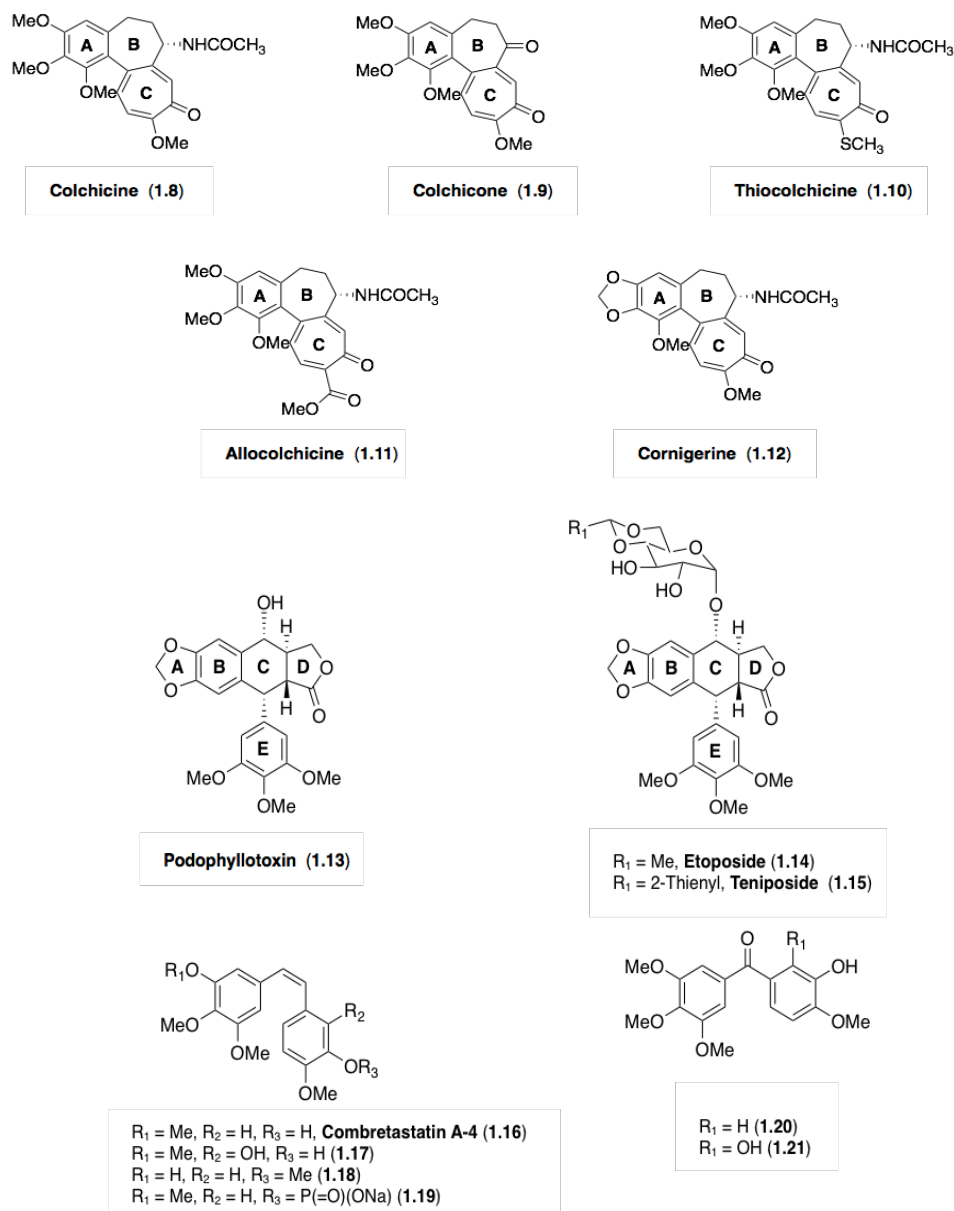 MeO
A
B
NHCOCH3
MeO
OMe
C
O
OMe
Colchicine (1.8)
MeO
A
B
O
MeO
OMe
C
O
OMe
Colchicone (1.9)
MeO
A
B
NHCOCH3
MeO
OMe
C
O
SCH3
Thiocolchicine (1.10)
MeO
A
B
NHCOCH3
MeO
OMe
C
O
MeO
O
Allocolchicine (1.11)
O
A
B
NHCOCH3
O
OMe
C
O
OMe
Cornigerine (1.12)
OH
H
O
A
B
C
D
O
O
H
O
E
MeO
OMe
OMe
Podophyllotoxin (1.13)
R1
O
O
O
HO
HO
O
H
O
A
B
C
D
O
O
H
O
E
MeO
OMe
OMe
R1 = Me, Etoposide (1.14)
R1 = 2-Thienyl, Teniposide (1.15)
R1O
MeO
R2
OMe
OR3
OMe
R1 = Me, R2 = H, R3 = H, Combretastatin A-4 (1.16)
R1 = Me, R2 = OH, R3 = H (1.17)
R1 = H, R2 = H, R3 = Me (1.18)
R1 = Me, R2 = H, R3 = P(=O)(ONa) (1.19)
O
R1
MeO
OH
MeO
OMe
OMe
R1 = H (1.20)
R1 = OH (1.21)